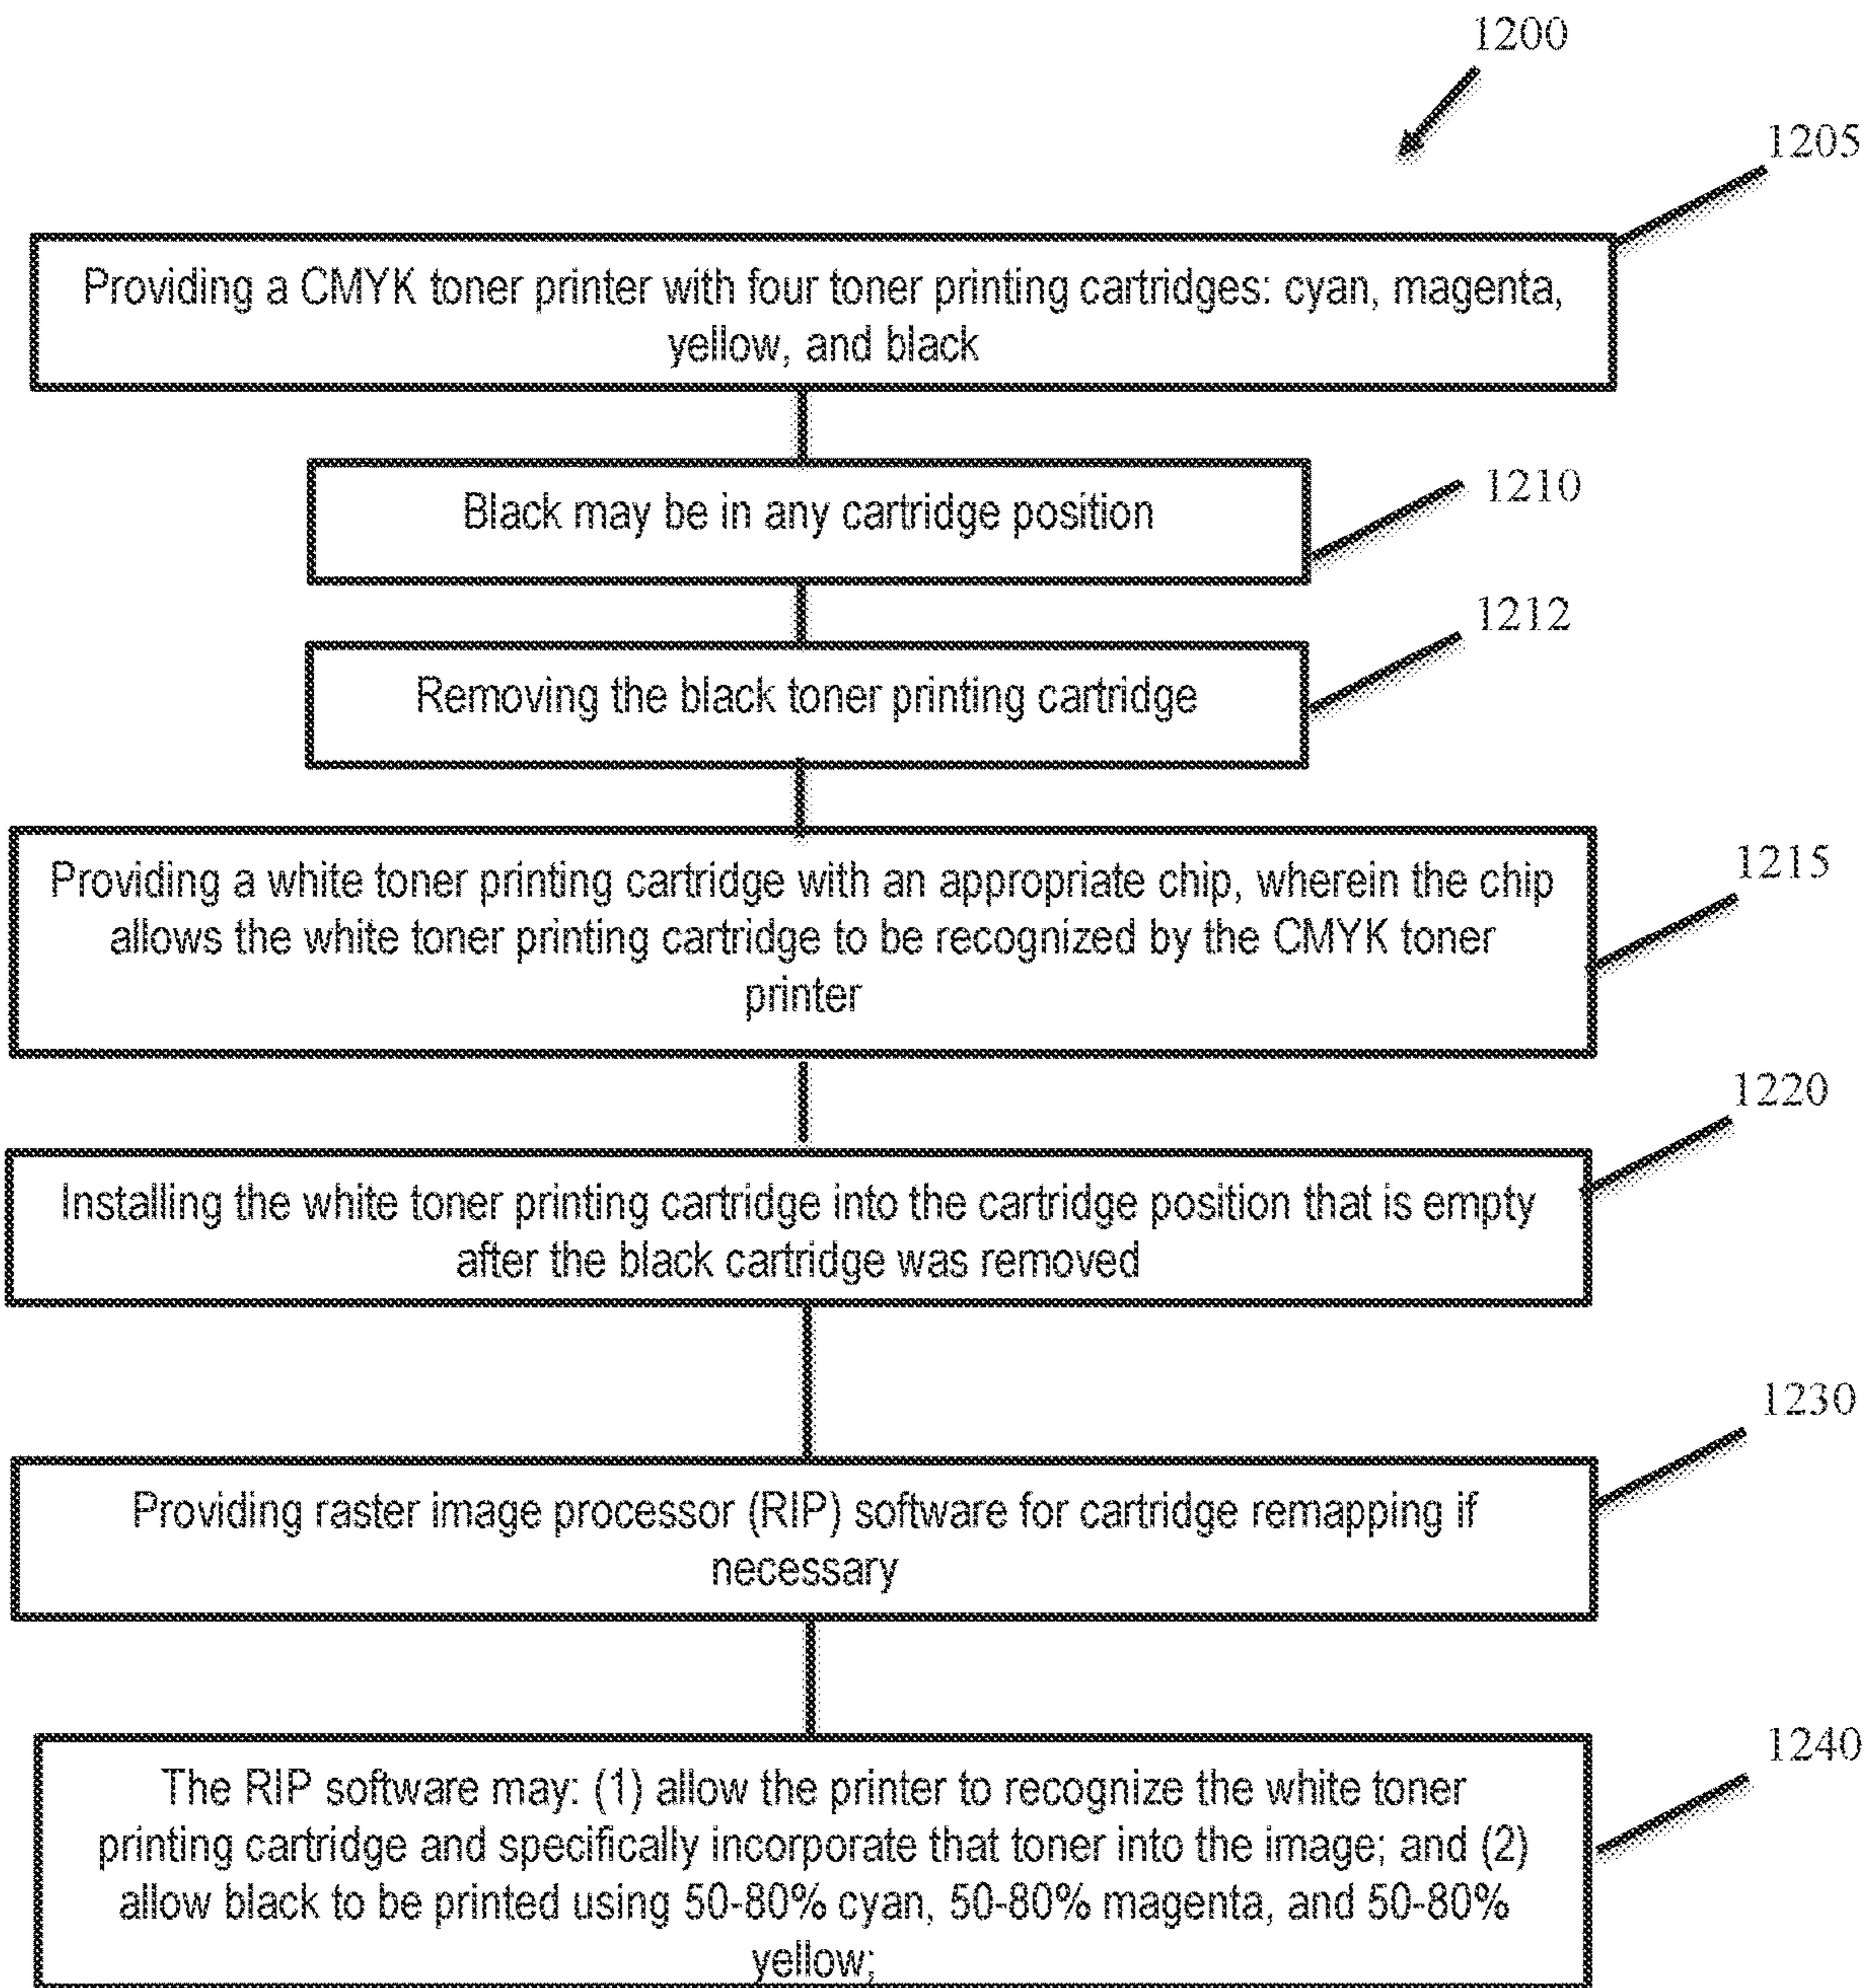 1200
1205
Providing a CMYK toner printer with four toner printing cartridges: cyan, magenta,
yellow, and black
Black may be in any cartridge position
1210
1212
Removing the black toner printing cartridge
Providing a white toner printing cartridge with an appropriate chip, wherein the chip
allows the white toner printing cartridge to be recognized by the CMYK toner
printer
1215
1220
Installing the white toner printing cartridge into the cartridge position that is empty
after the black cartridge was removed
1230
Providing raster image processor (RIP) software for cartridge remapping if
necessary
1240
The RIP software may: (1) allow the printer to recognize the white toner
printing cartridge and specifically incorporate that toner into the image; and (2)
allow black to be printed using 50-80% cyan, 50-80% magenta, and 50-80%
yellow;